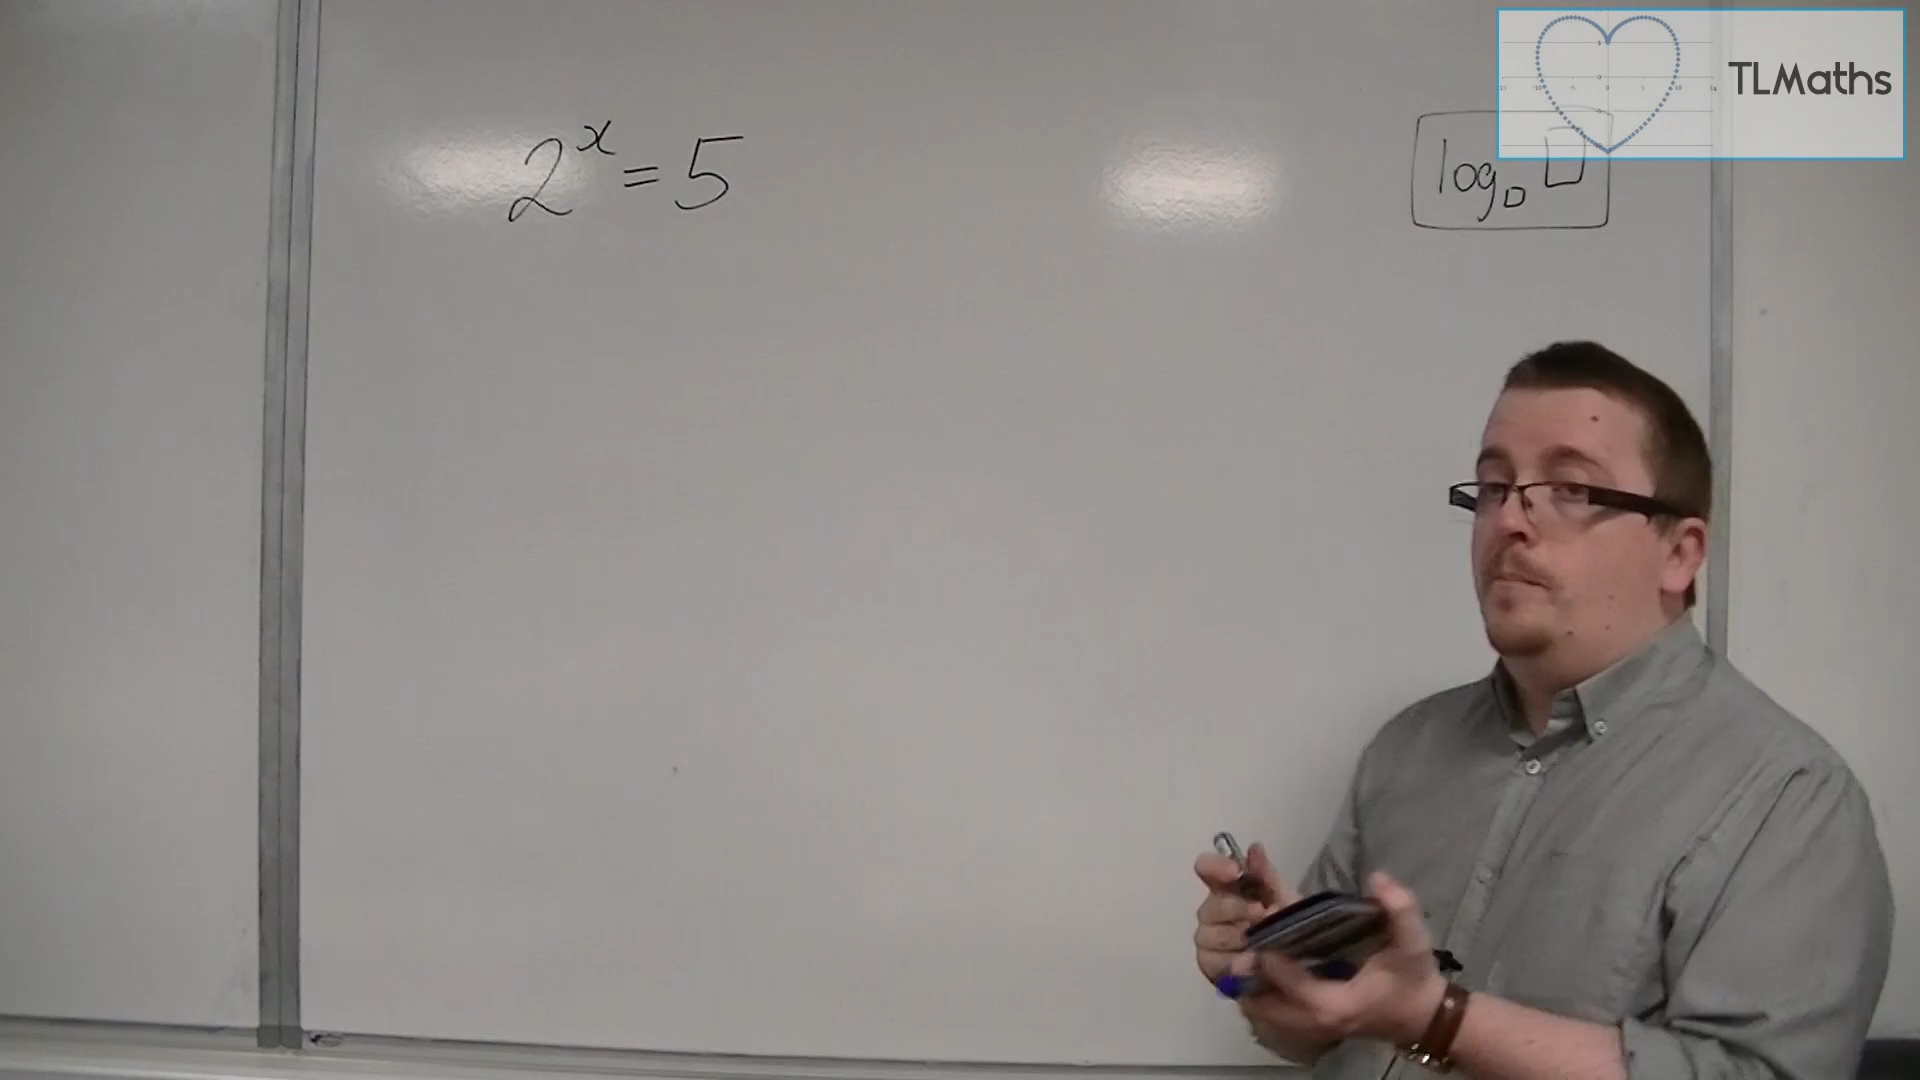 2^x = 5
log□ □
TLMaths